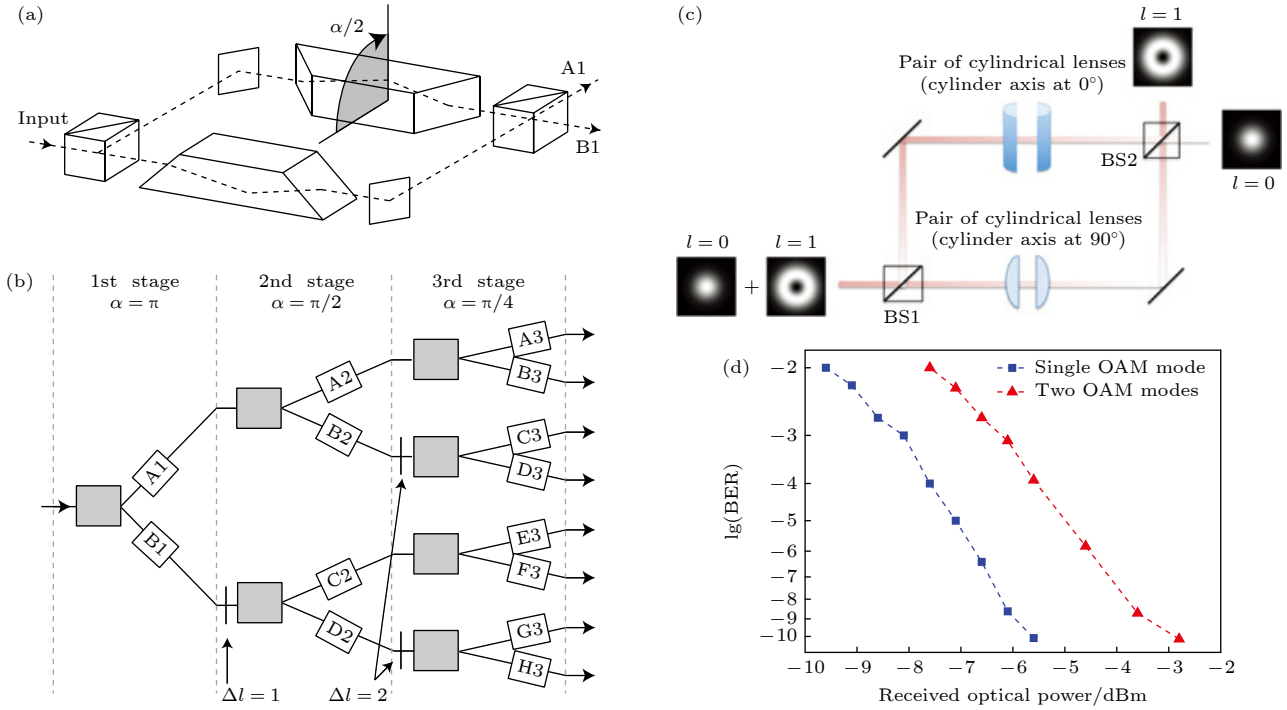 (a)
α/2
Input
A1
B1
(b)
1st stage
α = π
2nd stage
α = π/2
3rd stage
α = π/4
A1
B1
A2
B2
C2
D2
A3
B3
C3
D3
E3
F3
G3
H3
Δl = 1
Δl = 2
(c)
l = 1
Pair of cylindrical lenses
(cylinder axis at 0°)
BS2
l = 0
Pair of cylindrical lenses
(cylinder axis at 90°)
l = 0
l = 1
+
BS1
(d)
Single OAM mode
Two OAM modes
lg(BER)
−2
−3
−4
−5
−6
−7
−8
−9
−10
−10 −9 −8 −7 −6 −5 −4 −3 −2
Received optical power/dBm